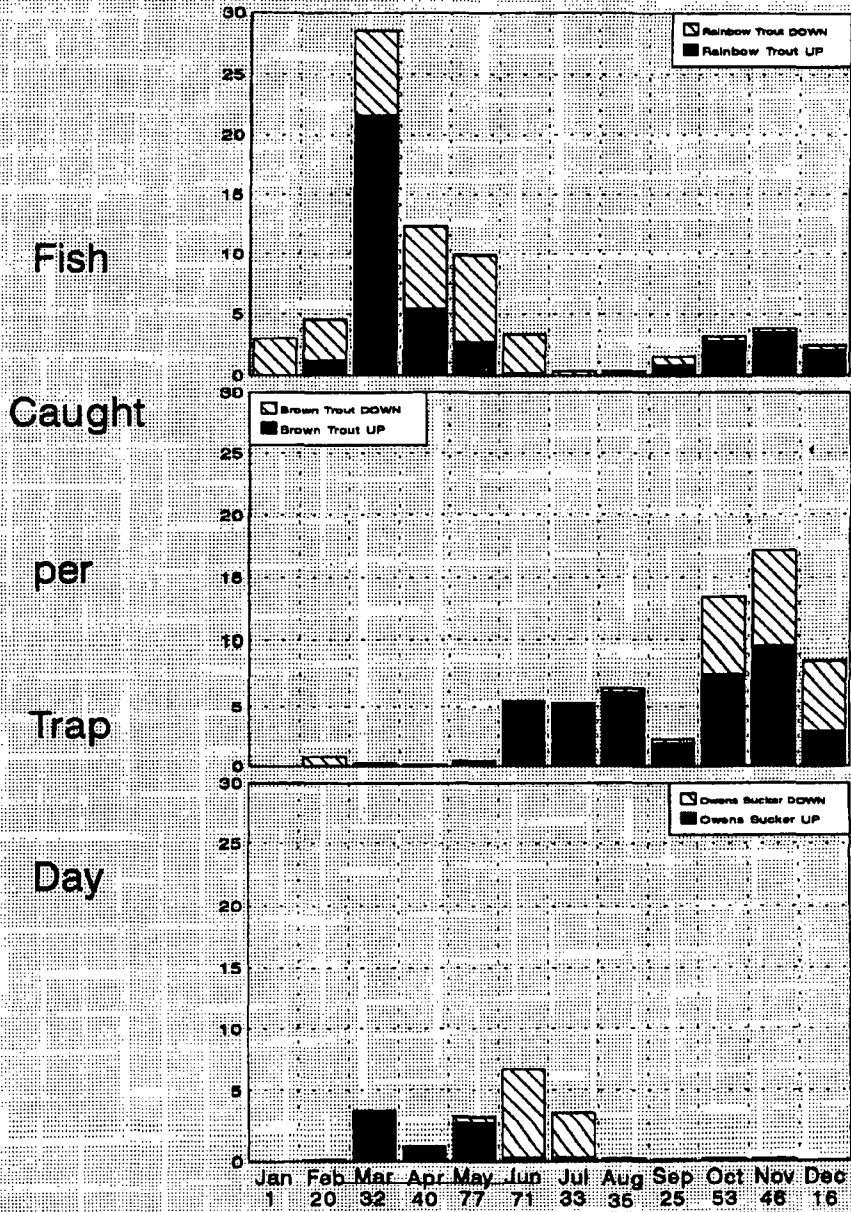 Fish
Caught
per
Trap
Day
30
25
20
15
10
5
0
Rainbow Trout DOWN
Rainbow Trout UP
30
25
20
15
10
5
0
Brown Trout DOWN
Brown Trout UP
30
25
20
15
10
5
0
Owens Sucker DOWN
Owens Sucker UP
Jan Feb Mar Apr May Jun Jul Aug Sep Oct Nov Dec
1 20 32 40 77 71 33 35 25 53 46 16